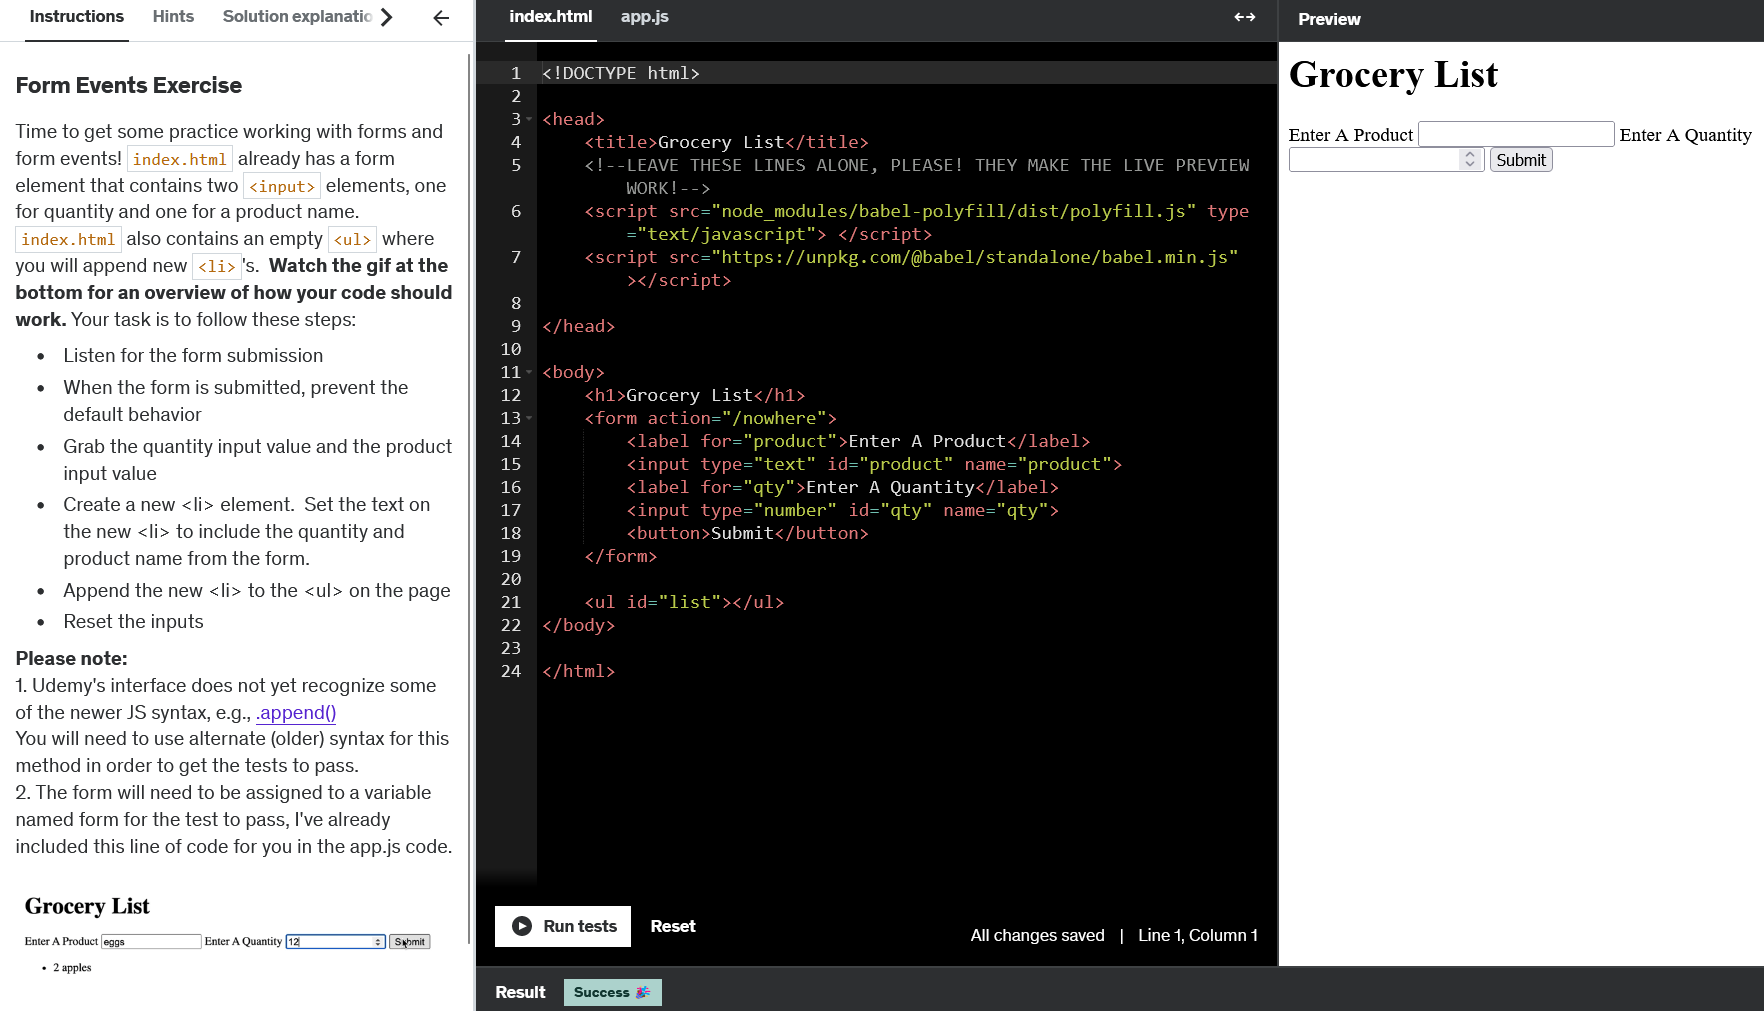 Instructions
Hints
Solution explanatio
Form Events Exercise
Time to get some practice working with forms and
form events! index.html already has a form
element that contains two <input> elements, one
for quantity and one for a product name.
index.html also contains an empty <ul> where
you will append new <li>'s. Watch the gif at the
bottom for an overview of how your code should
work. Your task is to follow these steps:
• Listen for the form submission
• When the form is submitted, prevent the
default behavior
• Grab the quantity input value and the product
input value
• Create a new <li> element. Set the text on
the new <li> to include the quantity and
product name from the form.
• Append the new <li> to the <ul> on the page
• Reset the inputs
Please note:
1. Udemy's interface does not yet recognize some
of the newer JS syntax, e.g., .append()
You will need to use alternate (older) syntax for this
method in order to get the tests to pass.
2. The form will need to be assigned to a variable
named form for the test to pass, I've already
included this line of code for you in the app.js code.
Grocery List
Enter A Product eggs Enter A Quantity 12 Submit
• 2 apples
index.html
app.js
1 <!DOCTYPE html>
2
3 <head>
4 <title>Grocery List</title>
5 <!--LEAVE THESE LINES ALONE, PLEASE! THEY MAKE THE LIVE PREVIEW
WORK!-->
6 <script src="node_modules/babel-polyfill/dist/polyfill.js" type
="text/javascript"> </script>
7 <script src="https://unpkg.com/@babel/standalone/babel.min.js"
></script>
8
9 </head>
10
11 <body>
12 <h1>Grocery List</h1>
13 <form action="/nowhere">
14 <label for="product">Enter A Product</label>
15 <input type="text" id="product" name="product">
16 <label for="qty">Enter A Quantity</label>
17 <input type="number" id="qty" name="qty">
18 <button>Submit</button>
19 </form>
20
21 <ul id="list"></ul>
22 </body>
23
24 </html>
Run tests
Reset
All changes saved | Line 1, Column 1
Result
Success
Preview
Grocery List
Enter A Product Enter A Quantity
Submit